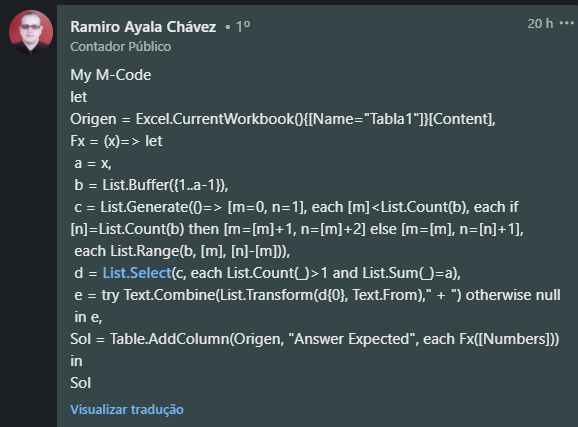 Ramiro Ayala Chávez • 1º
20 h •••
Contador Público
My M-Code
let
Origen = Excel.CurrentWorkbook(){[Name="Tabla1"]}[Content],
Fx = (x)=> let
a = x,
b = List.Buffer({1..a-1}),
c = List.Generate(()=> [m=0, n=1], each [m]<List.Count(b), each if
[n]=List.Count(b) then [m=[m]+1, n=[m]+2] else [m=[m], n=[n]+1],
each List.Range(b, [m], [n]-[m])),
d = List.Select(c, each List.Count(_)>1 and List.Sum(_)=a),
e = try Text.Combine(List.Transform(d{0}, Text.From)," + ") otherwise null
in e,
Sol = Table.AddColumn(Origen, "Answer Expected", each Fx([Numbers]))
in
Sol
Visualizar tradução